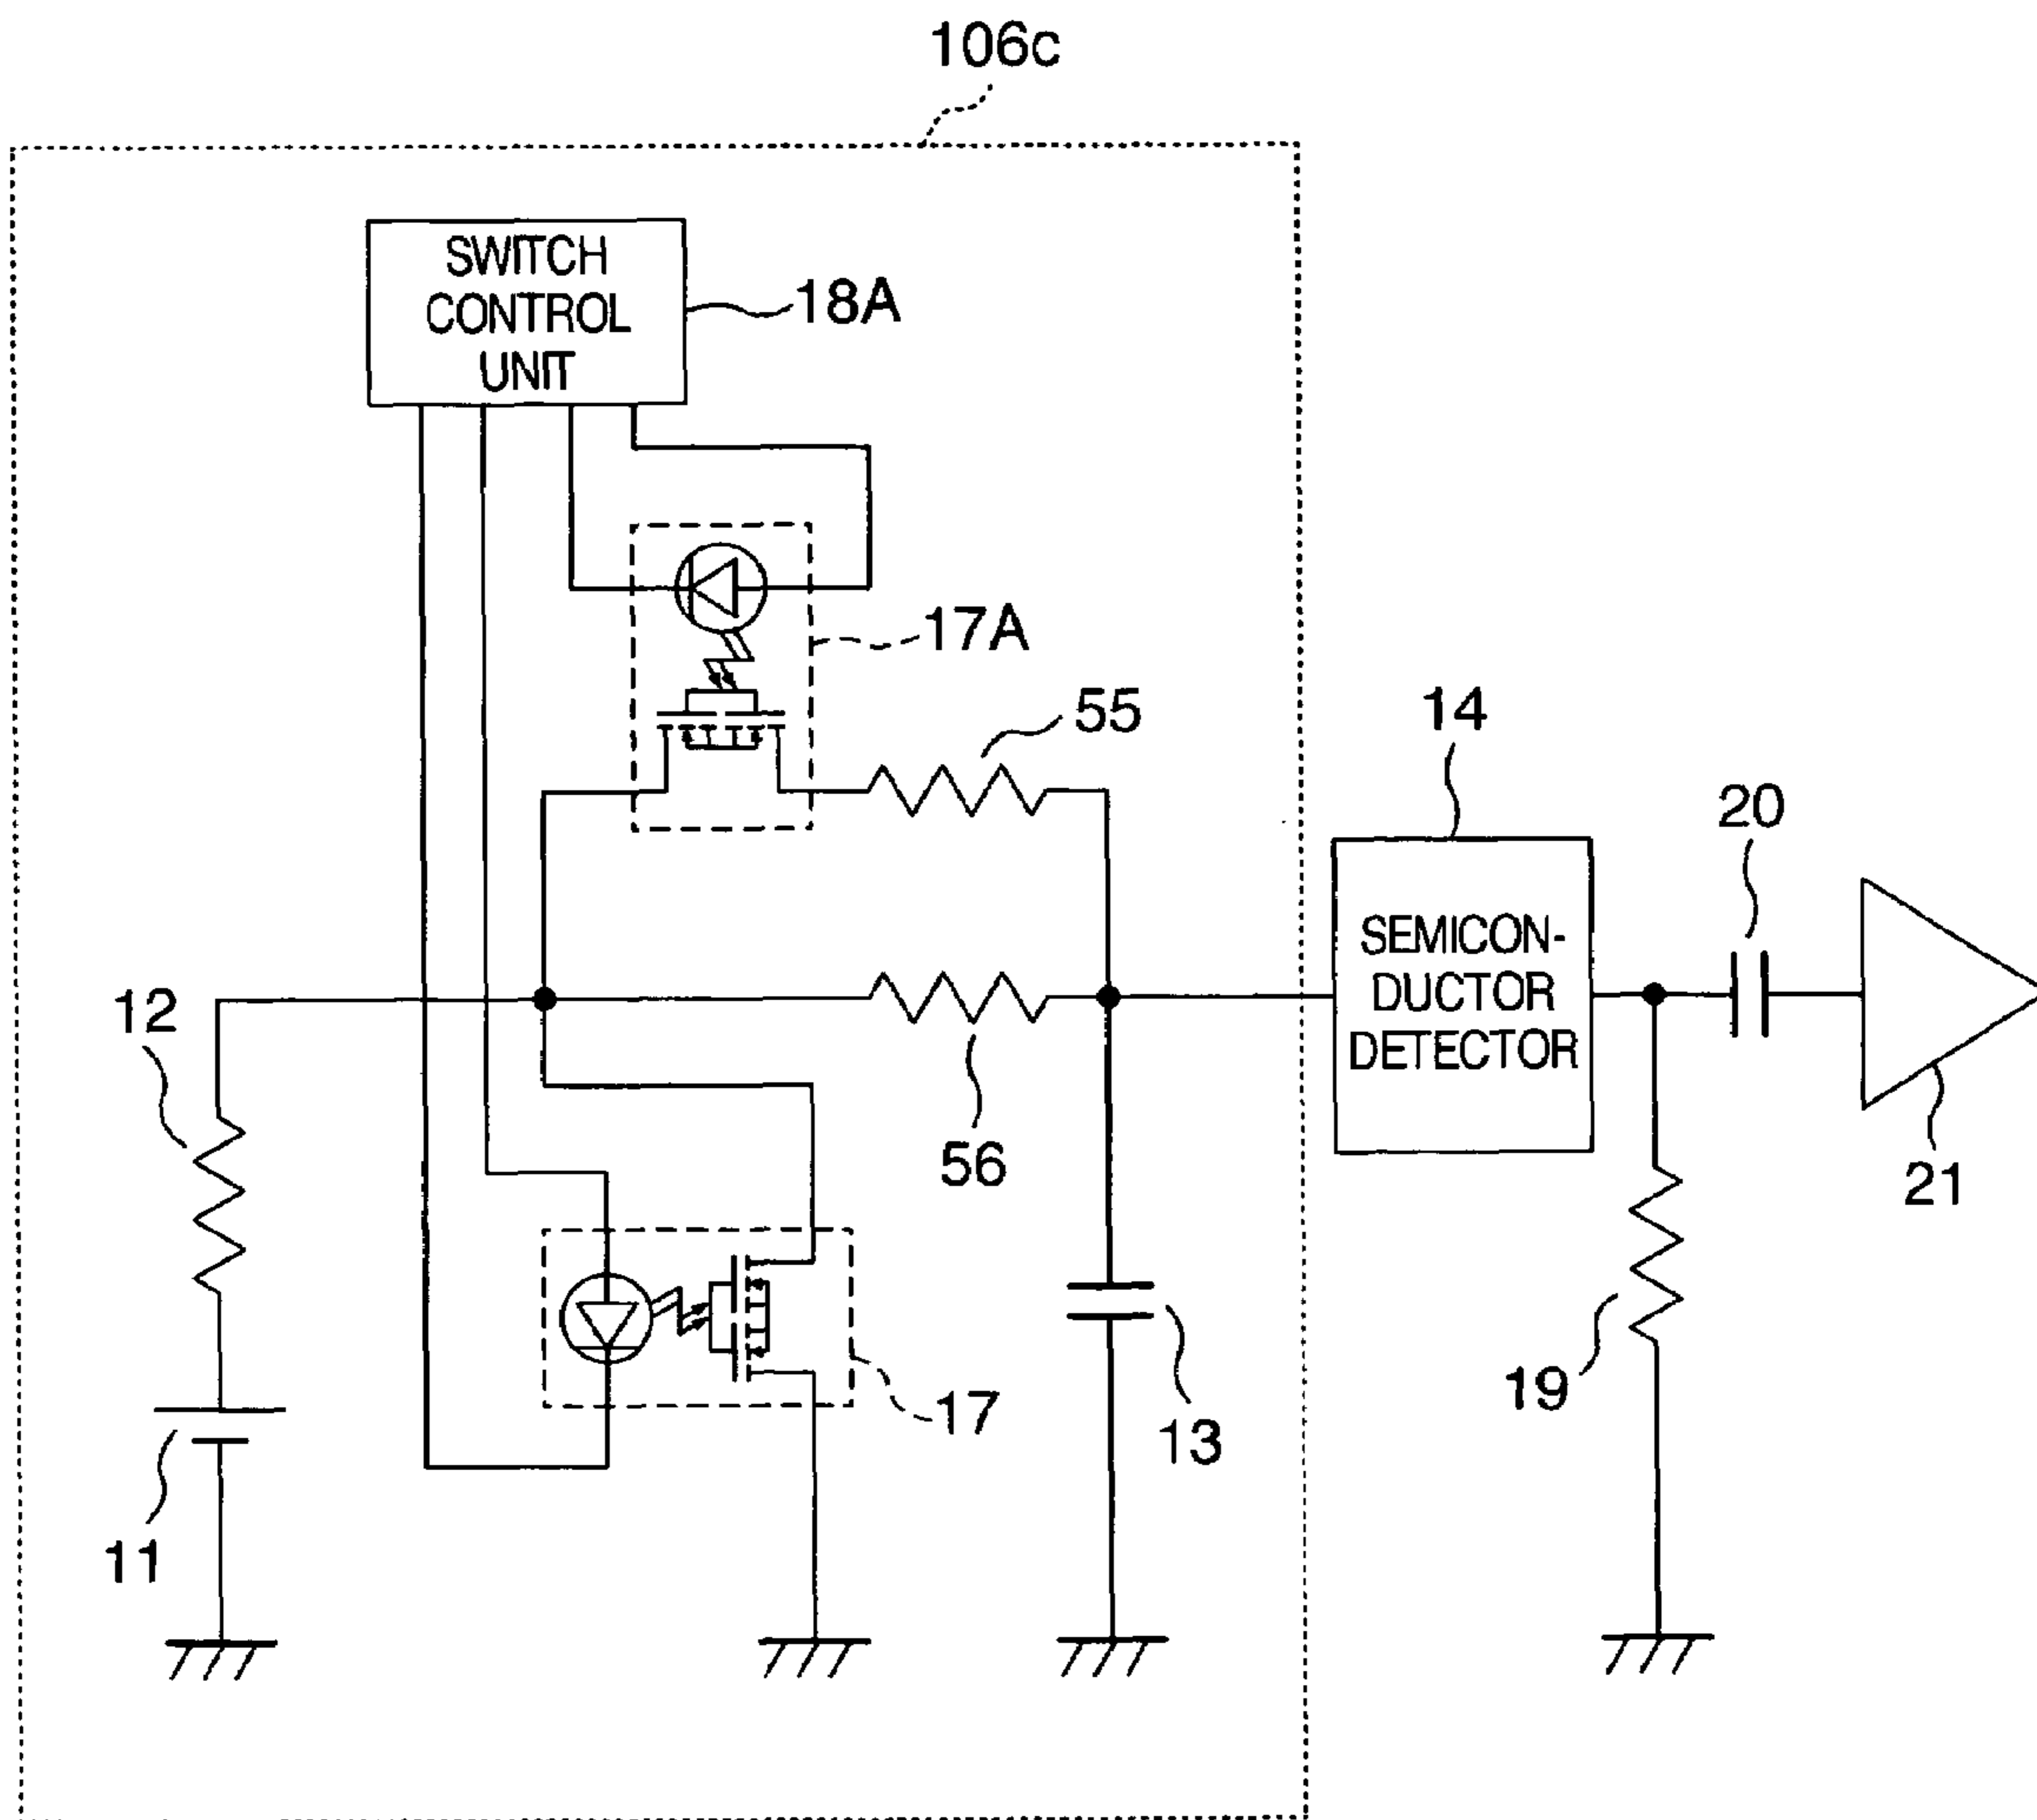 106c
SWITCH
CONTROL
UNIT
18A
17A
55
14
20
12
SEMICON-
DUCTOR
DETECTOR
56
21
19
17
13
11